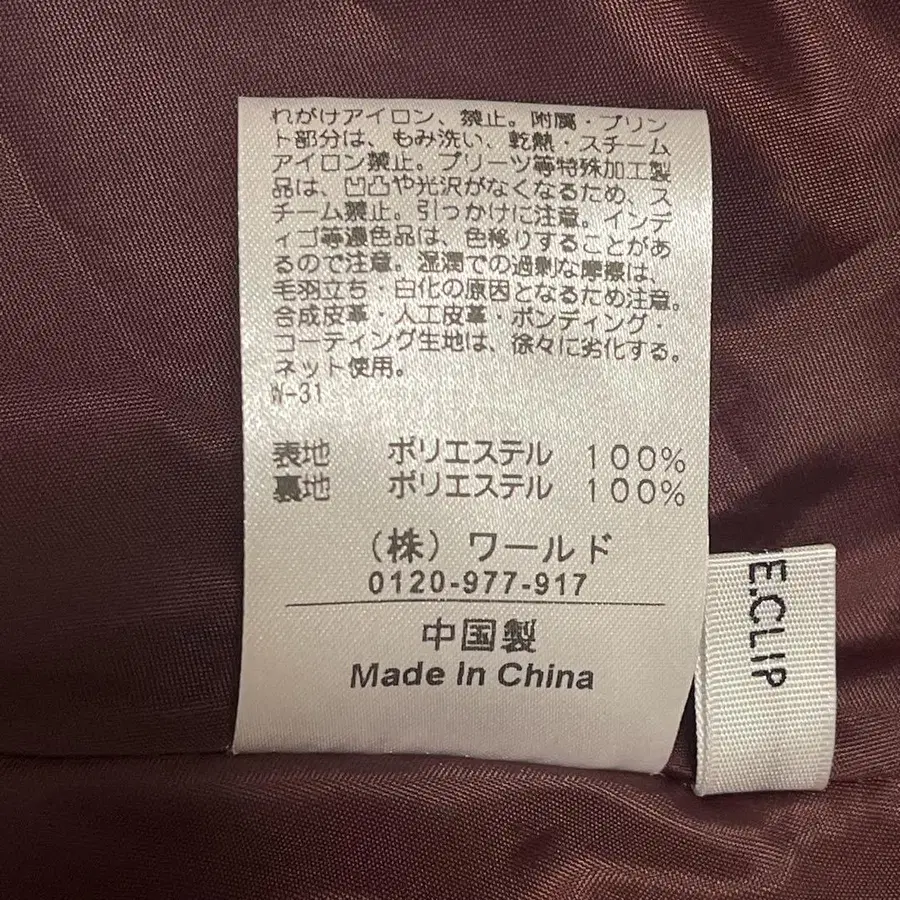 れがけアイロン、禁止。附属・プリン
ト部分は、もみ洗い、乾熱・スチーム
アイロン禁止。プリーツ等特殊加工製
品は、凹凸や光沢がなくなるため、ス
チーム禁止。引っかけに注意。インデ
ィゴ等濃色品は、色移りすることがあ
るので注意。湿潤での過剰な摩擦は、
毛羽立ち・白化の原因となるため注意。
合成皮革・人工皮革・ボンディング・
コーティング生地は、徐々に劣化する。
ネット使用。
W-31
表地 ポリエステル 100%
裏地 ポリエステル 100%
（株）ワールド
0120-977-917
中国製
Made In China
E.CLIP